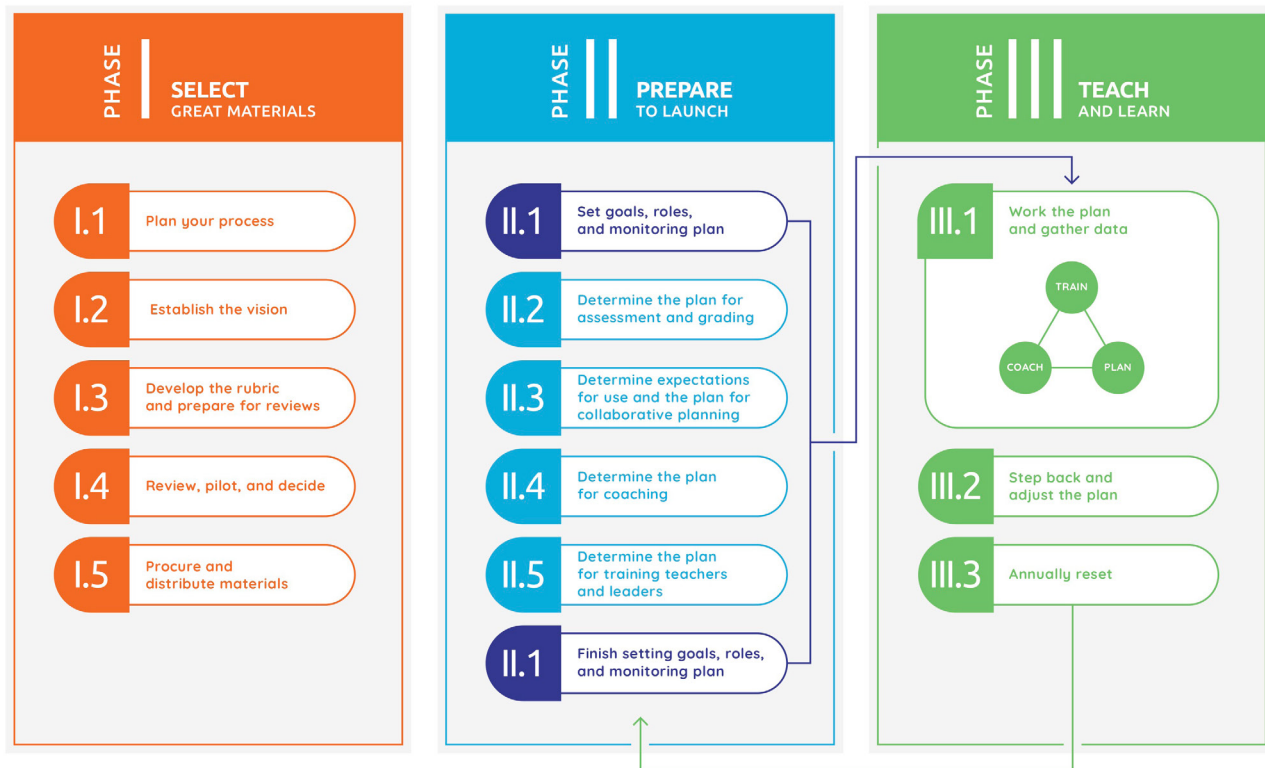 PHASE I
SELECT
GREAT MATERIALS
I.1
Plan your process
I.2
Establish the vision
I.3
Develop the rubric
and prepare for reviews
I.4
Review, pilot, and decide
I.5
Procure and
distribute materials
PHASE II
PREPARE
TO LAUNCH
II.1
Set goals, roles,
and monitoring plan
II.2
Determine the plan for
assessment and grading
II.3
Determine expectations
for use and the plan for
collaborative planning
II.4
Determine the plan
for coaching
II.5
Determine the plan
for training teachers
and leaders
II.1
Finish setting goals, roles,
and monitoring plan
PHASE III
TEACH
AND LEARN
III.1
Work the plan
and gather data
TRAIN
COACH
PLAN
III.2
Step back and
adjust the plan
III.3
Annually reset